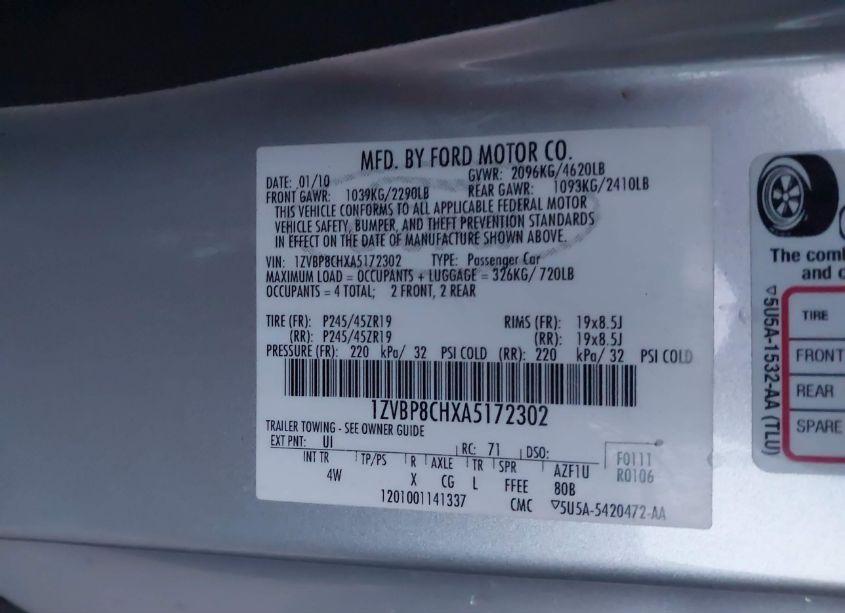 MFD. BY FORD MOTOR CO.
DATE: 01/10 GVWR: 2096KG/4620LB
FRONT GAWR: 1039KG/2290LB REAR GAWR: 1093KG/2410LB
THIS VEHICLE CONFORMS TO ALL APPLICABLE FEDERAL MOTOR
VEHICLE SAFETY, BUMPER, AND THEFT PREVENTION STANDARDS
IN EFFECT ON THE DATE OF MANUFACTURE SHOWN ABOVE.
VIN: 1ZVBP8CHXA5172302 TYPE: Passenger Car
MAXIMUM LOAD = OCCUPANTS + LUGGAGE = 326KG/ 720LB
OCCUPANTS = 4 TOTAL; 2 FRONT, 2 REAR
TIRE (FR): P245/45ZR19 RIMS (FR): 19x8.5J
(RR): P245/45ZR19 (RR): 19x8.5J
PRESSURE (FR): 220 kPa/ 32 PSI COLD (RR): 220 kPa/ 32 PSI COLD
1ZVBP8CHXA5172302
TRAILER TOWING - SEE OWNER GUIDE
EXT PNT: UI RC: 71 DSO: F0111
INT TR TP/PS R AXLE TR SPR AZF1U R0106
4W X CG L FFEE 80B
1201001141337 CMC ▽5U5A-5420472-AA
The comb
and c
TIRE
FRONT
REAR
SPARE
▽5U5A-1532-AA (TLU)